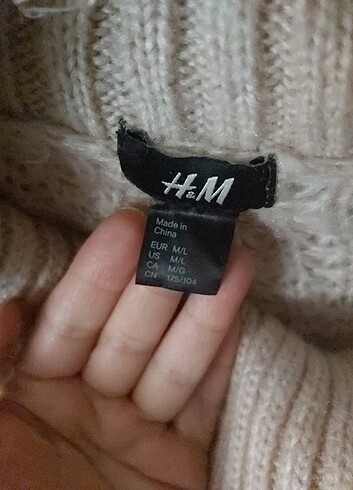 H&M
Made in
China
EUR M/L
US M/L
CA M/G
CN 175/104